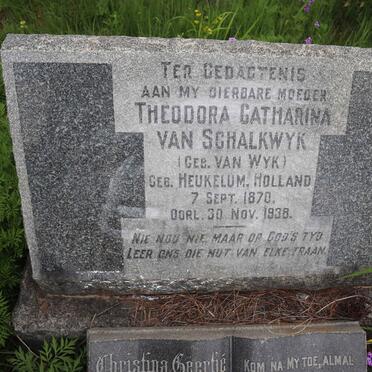 TER GEDAGTENIS
AAN MY DIERBARE MOEDER
THEODORA CATHARINA
VAN SCHALKWYK
(GEB. VAN WYK)
GEB. HEUKELUM, HOLLAND
7 SEPT. 1870.
OORL. 30 NOV. 1938.
NIE NOU NIE, MAAR OP GOD'S TYD
LEER ONS DIE NUT VAN ELKE TRAAN.
Christina Geertje
KOM NA MY TOE, ALMAL